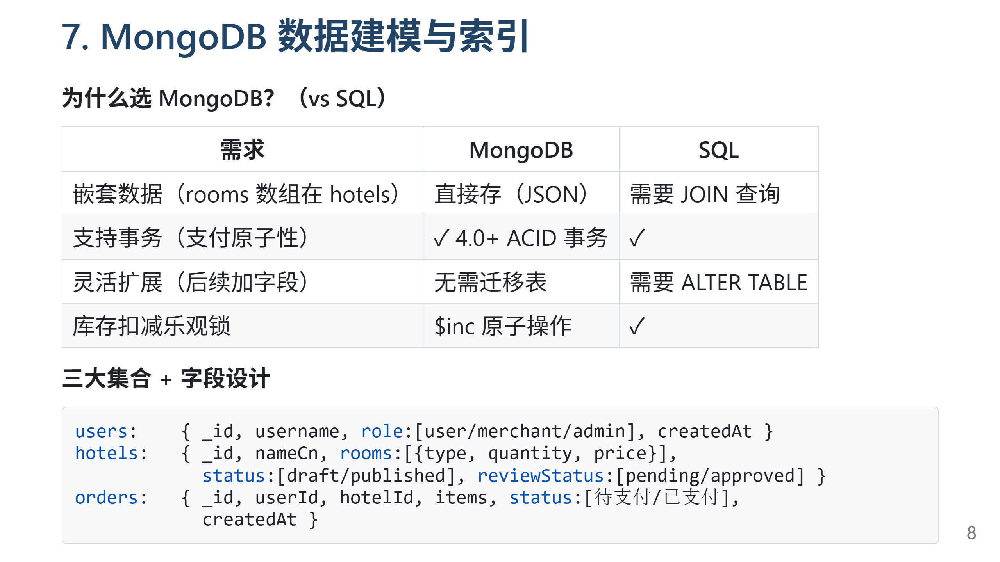 7. MongoDB 数据建模与索引
为什么选 MongoDB？（vs SQL）
需求 MongoDB SQL
嵌套数据（rooms 数组在 hotels） 直接存（JSON） 需要 JOIN 查询
支持事务（支付原子性） ✓ 4.0+ ACID 事务 ✓
灵活扩展（后续加字段） 无需迁移表 需要 ALTER TABLE
库存扣减乐观锁 $inc 原子操作 ✓
三大集合 + 字段设计
users:    { _id, username, role:[user/merchant/admin], createdAt }
hotels:   { _id, nameCn, rooms:[{type, quantity, price}],
            status:[draft/published], reviewStatus:[pending/approved] }
orders:   { _id, userId, hotelId, items, status:[待支付/已支付],
            createdAt }
8